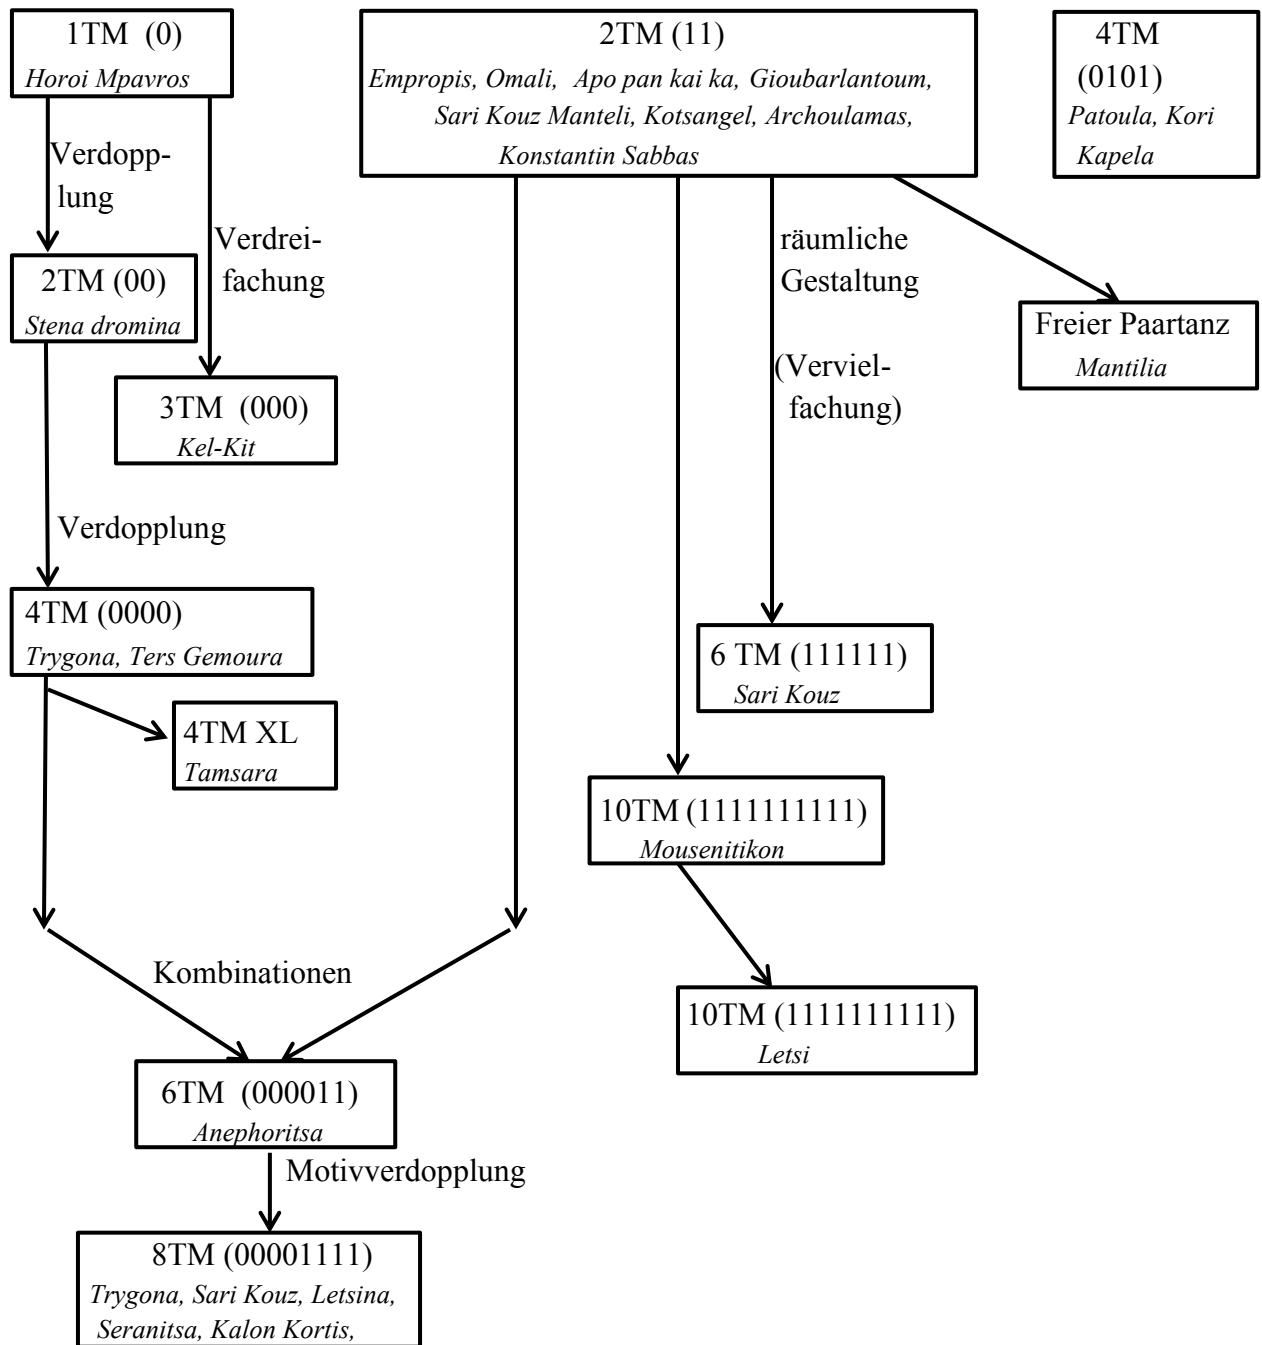 1TM (0)
Horoi Mpavros
2TM (11)
Empropis, Omali, Apo pan kai ka, Gioubarlantoum,
Sari Kouz Manteli, Kotsangel, Archoulamas,
Konstantin Sabbas
4TM
(0101)
Patoula, Kori
Kapela
Verdopp-
lung
Verdrei-
fachung
räumliche
Gestaltung
(Verviel-
fachung)
2TM (00)
Stena dromina
Freier Paartanz
Mantilia
3TM (000)
Kel-Kit
Verdopplung
4TM (0000)
Trygona, Ters Gemoura
6 TM (111111)
Sari Kouz
4TM XL
Tamsara
10TM (1111111111)
Mousenitikon
Kombinationen
10TM (1111111111)
Letsi
6TM (000011)
Anephoritsa
Motivverdopplung
8TM (00001111)
Trygona, Sari Kouz, Letsina,
Seranitsa, Kalon Kortis,